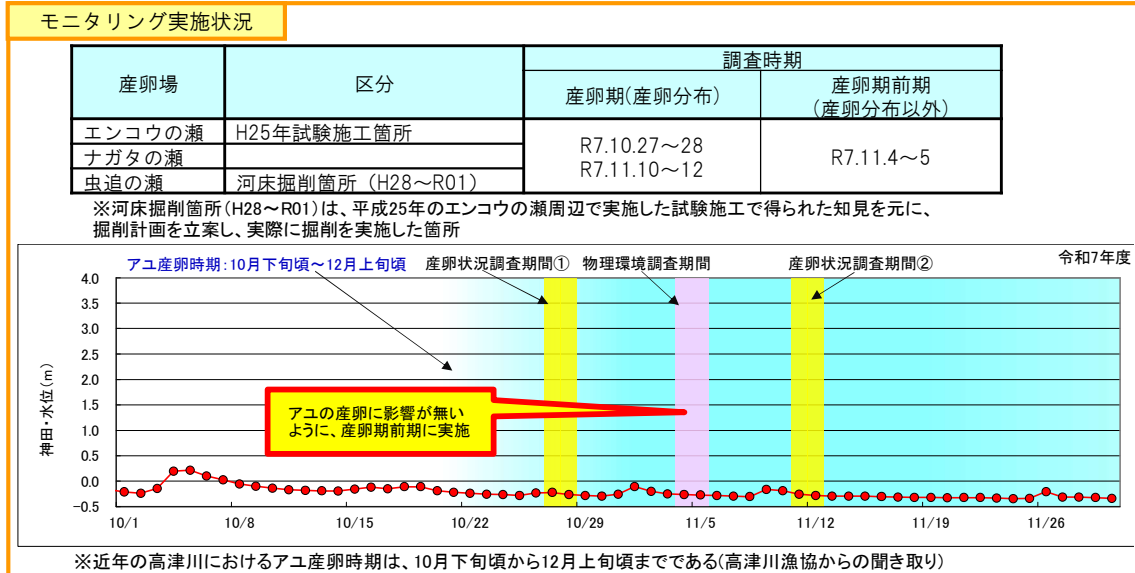 モニタリング実施状況
産卵場 区分 調査時期
産卵期(産卵分布) 産卵期前期
(産卵分布以外)
エンコウの瀬 H25年試験施工箇所 R7.10.27～28
R7.11.10～12 R7.11.4～5
ナガタの瀬
虫追の瀬 河床掘削箇所（H28～R01）
※河床掘削箇所(H28～R01)は、平成25年のエンコウの瀬周辺で実施した試験施工で得られた知見を元に、
掘削計画を立案し、実際に掘削を実施した箇所
令和7年度
アユ産卵時期:10月下旬頃～12月上旬頃 産卵状況調査期間① 物理環境調査期間 産卵状況調査期間②
神田・水位(m)
4.0
3.5
3.0
2.5
2.0
1.5
1.0
0.5
0.0
-0.5
アユの産卵に影響が無い
ように、産卵期前期に実施
10/1 10/8 10/15 10/22 10/29 11/5 11/12 11/19 11/26
※近年の高津川におけるアユ産卵時期は、10月下旬頃から12月上旬頃までである(高津川漁協からの聞き取り)